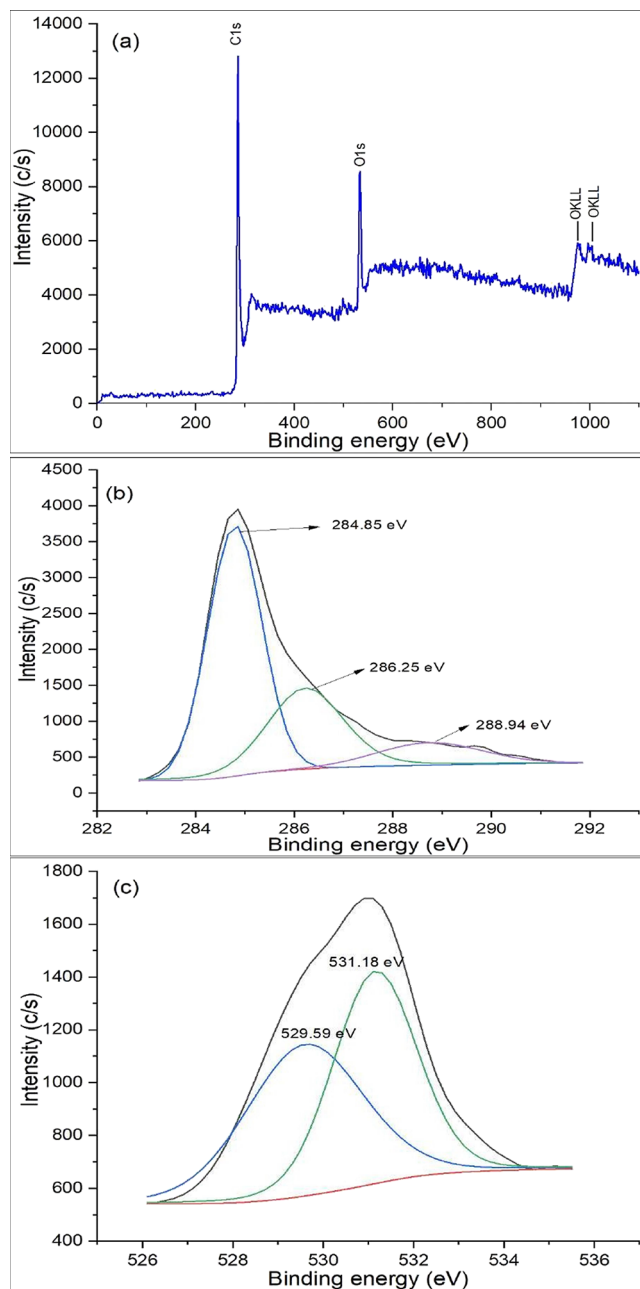 (a)
C1s
O1s
OKLL
OKLL
14000
12000
10000
8000
6000
4000
2000
0
Intensity (c/s)
0 200 400 600 800 1000
Binding energy (eV)
(b)
284.85 eV
286.25 eV
288.94 eV
4500
4000
3500
3000
2500
2000
1500
1000
500
0
Intensity (c/s)
282 284 286 288 290 292
Binding energy (eV)
(c)
531.18 eV
529.59 eV
1800
1600
1400
1200
1000
800
600
400
Intensity (c/s)
526 528 530 532 534 536
Binding energy (eV)